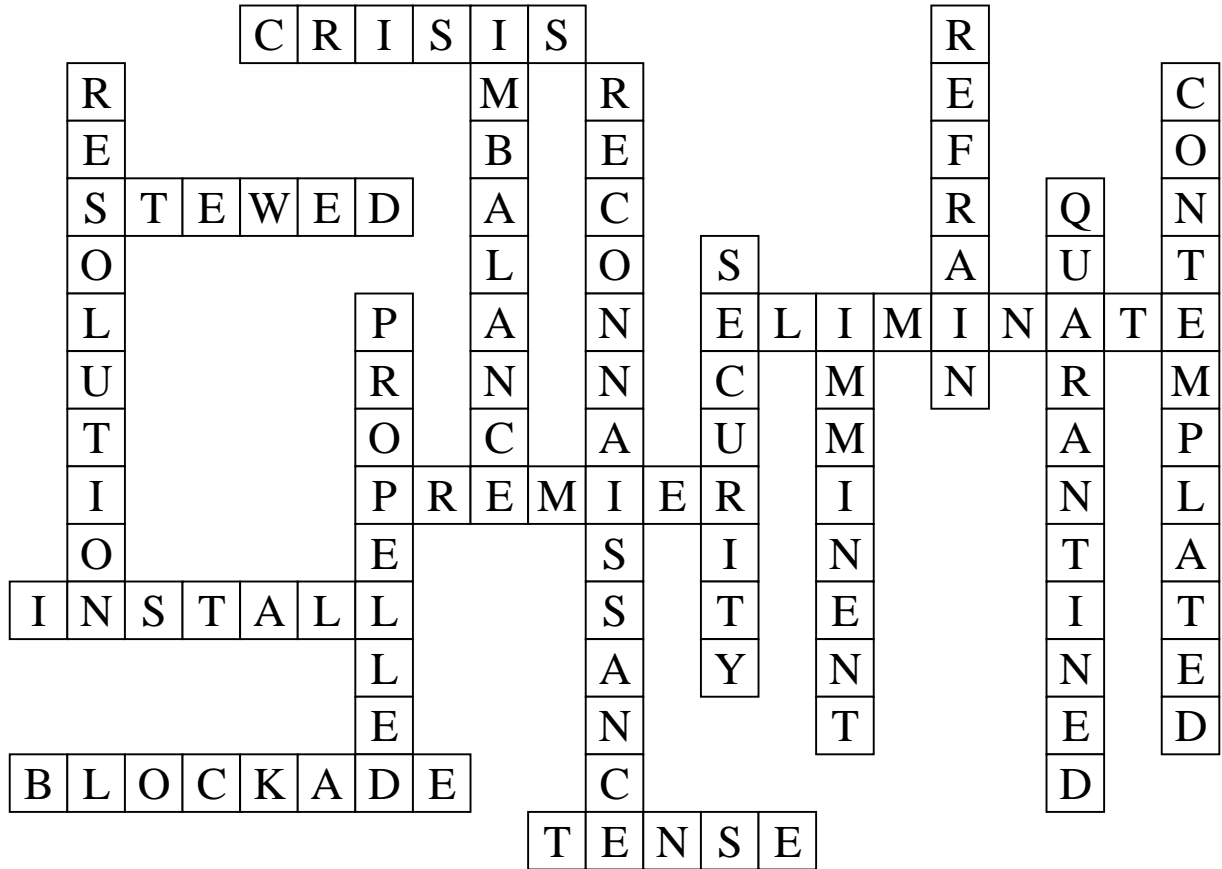 CRISIS
IMBALANCE
REFRAIN
RESOLUTION
RECONNAISSANCE
CONTEMPLATED
STEWED
QUARANTINED
SECURITY
PROPELLED
ELIMINATE
IMMINENT
PREMIER
INSTALL
BLOCKADE
TENSE